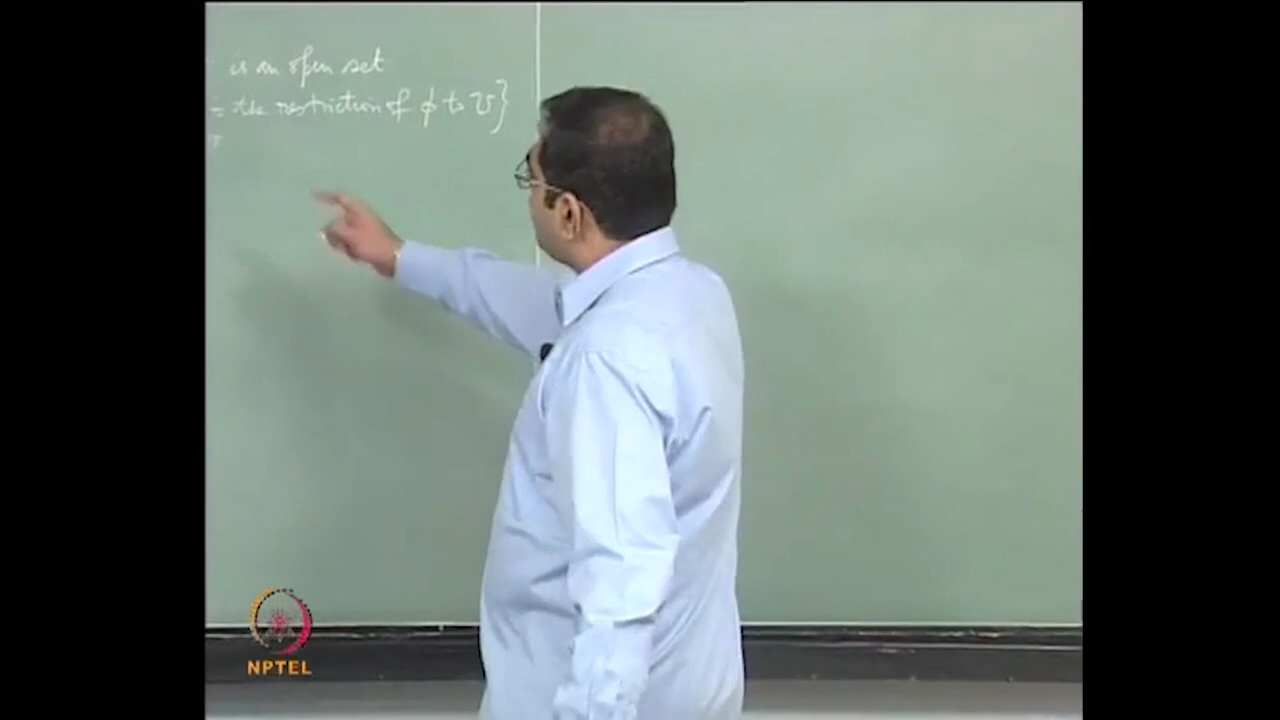 is an open set
the restriction of ϕ to V}
NPTEL